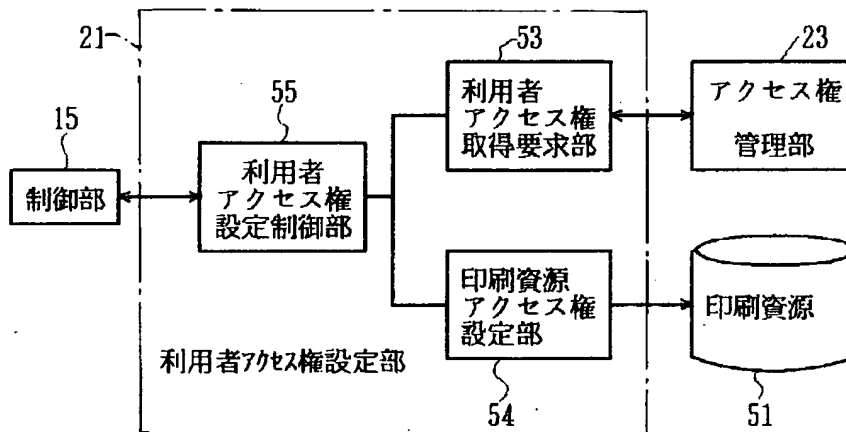 21
53
23
利用者
アクセス権
取得要求部
アクセス権
管理部
55
15
制御部
利用者
アクセス権
設定制御部
印刷資源
アクセス権
設定部
印刷資源
利用者アクセス権設定部
54
51